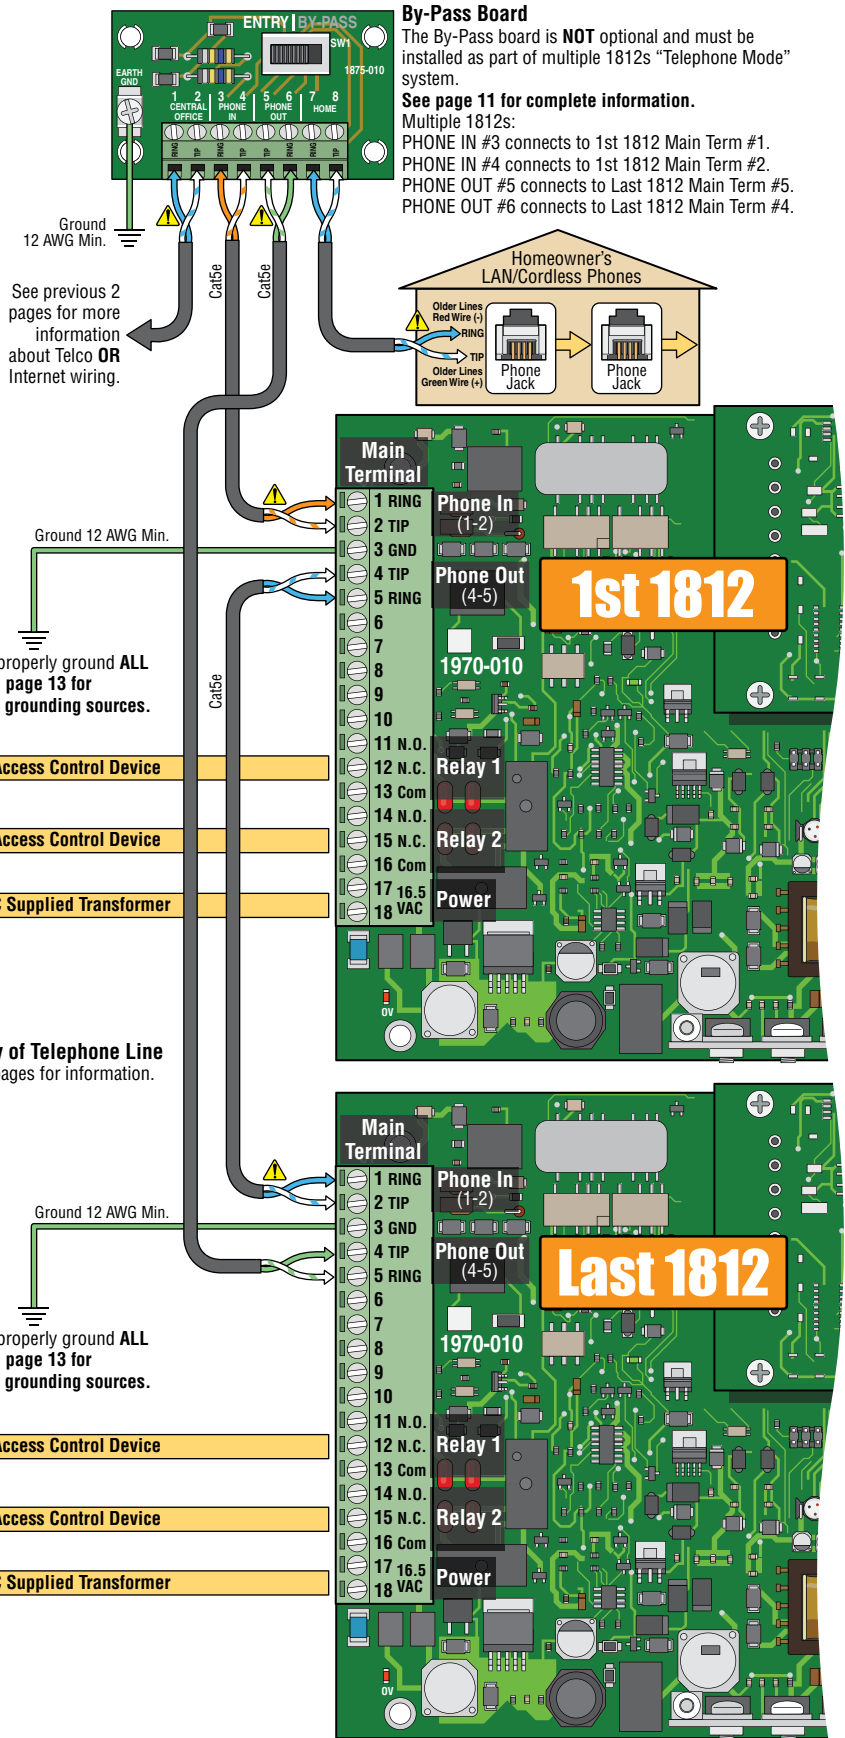 By-Pass Board
The By-Pass board is NOT optional and must be
installed as part of multiple 1812s “Telephone Mode”
system.
See page 11 for complete information.
Multiple 1812s:
PHONE IN #3 connects to 1st 1812 Main Term #1.
PHONE IN #4 connects to 1st 1812 Main Term #2.
PHONE OUT #5 connects to Last 1812 Main Term #5.
PHONE OUT #6 connects to Last 1812 Main Term #4.
ENTRY BY-PASS
SW1
1875-010
EARTH
GND
1 2 3 4 5 6 7 8
CENTRAL
OFFICE
PHONE
IN
PHONE
OUT
HOME
RING TIP RING TIP TIP RING RING TIP
Ground
12 AWG Min.
Cat5e
Cat5e
See previous 2
pages for more
information
about Telco OR
Internet wiring.
Homeowner's
LAN/Cordless Phones
Older Lines
Red Wire (-)
RING
TIP
Older Lines
Green Wire (+)
Phone
Jack
Phone
Jack
Main
Terminal
1 RING
2 TIP
3 GND
4 TIP
5 RING
6
7
8
9
10
11 N.O.
12 N.C.
13 Com
14 N.O.
15 N.C.
16 Com
17 16.5
18 VAC
Phone In
(1-2)
Phone Out
(4-5)
1st 1812
1970-010
Relay 1
Relay 2
Power
0V
Ground 12 AWG Min.
properly ground ALL
page 13 for
grounding sources.
Cat5e
Access Control Device
Access Control Device
C Supplied Transformer
y of Telephone Line
pages for information.
Main
Terminal
1 RING
2 TIP
3 GND
4 TIP
5 RING
6
7
8
9
10
11 N.O.
12 N.C.
13 Com
14 N.O.
15 N.C.
16 Com
17 16.5
18 VAC
Phone In
(1-2)
Phone Out
(4-5)
Last 1812
1970-010
Relay 1
Relay 2
Power
0V
Ground 12 AWG Min.
properly ground ALL
page 13 for
grounding sources.
Access Control Device
Access Control Device
C Supplied Transformer